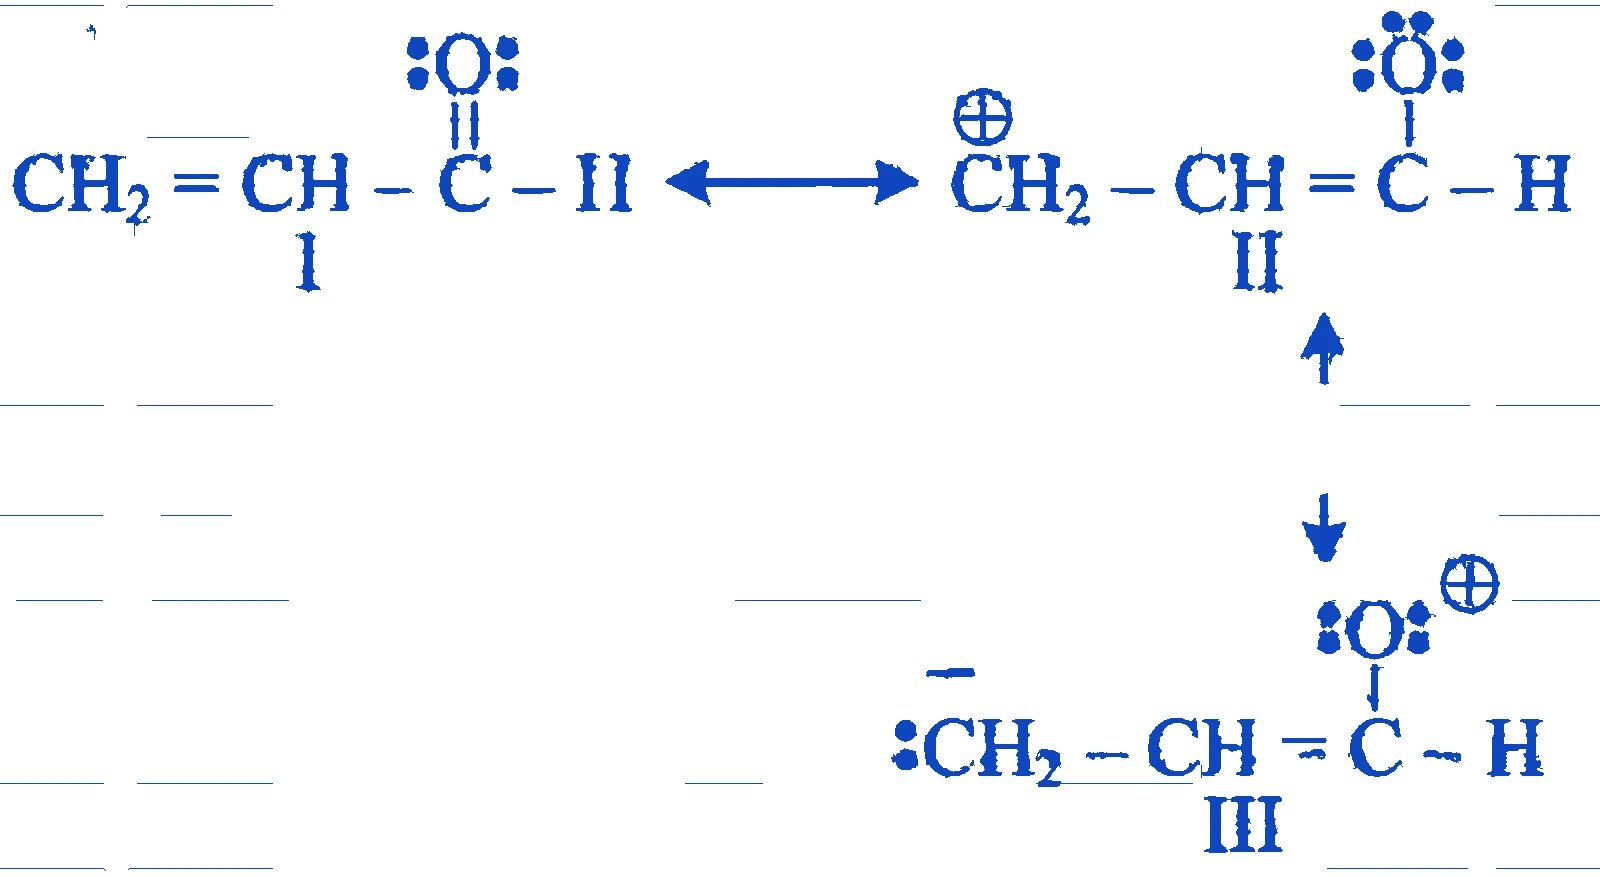 :O: :Ö:
CH₂ = CH – C – II ⟷ ⊕CH₂ – CH = C – H
I II
:O: ⊕
– :CH₂ – CH = C – H
III